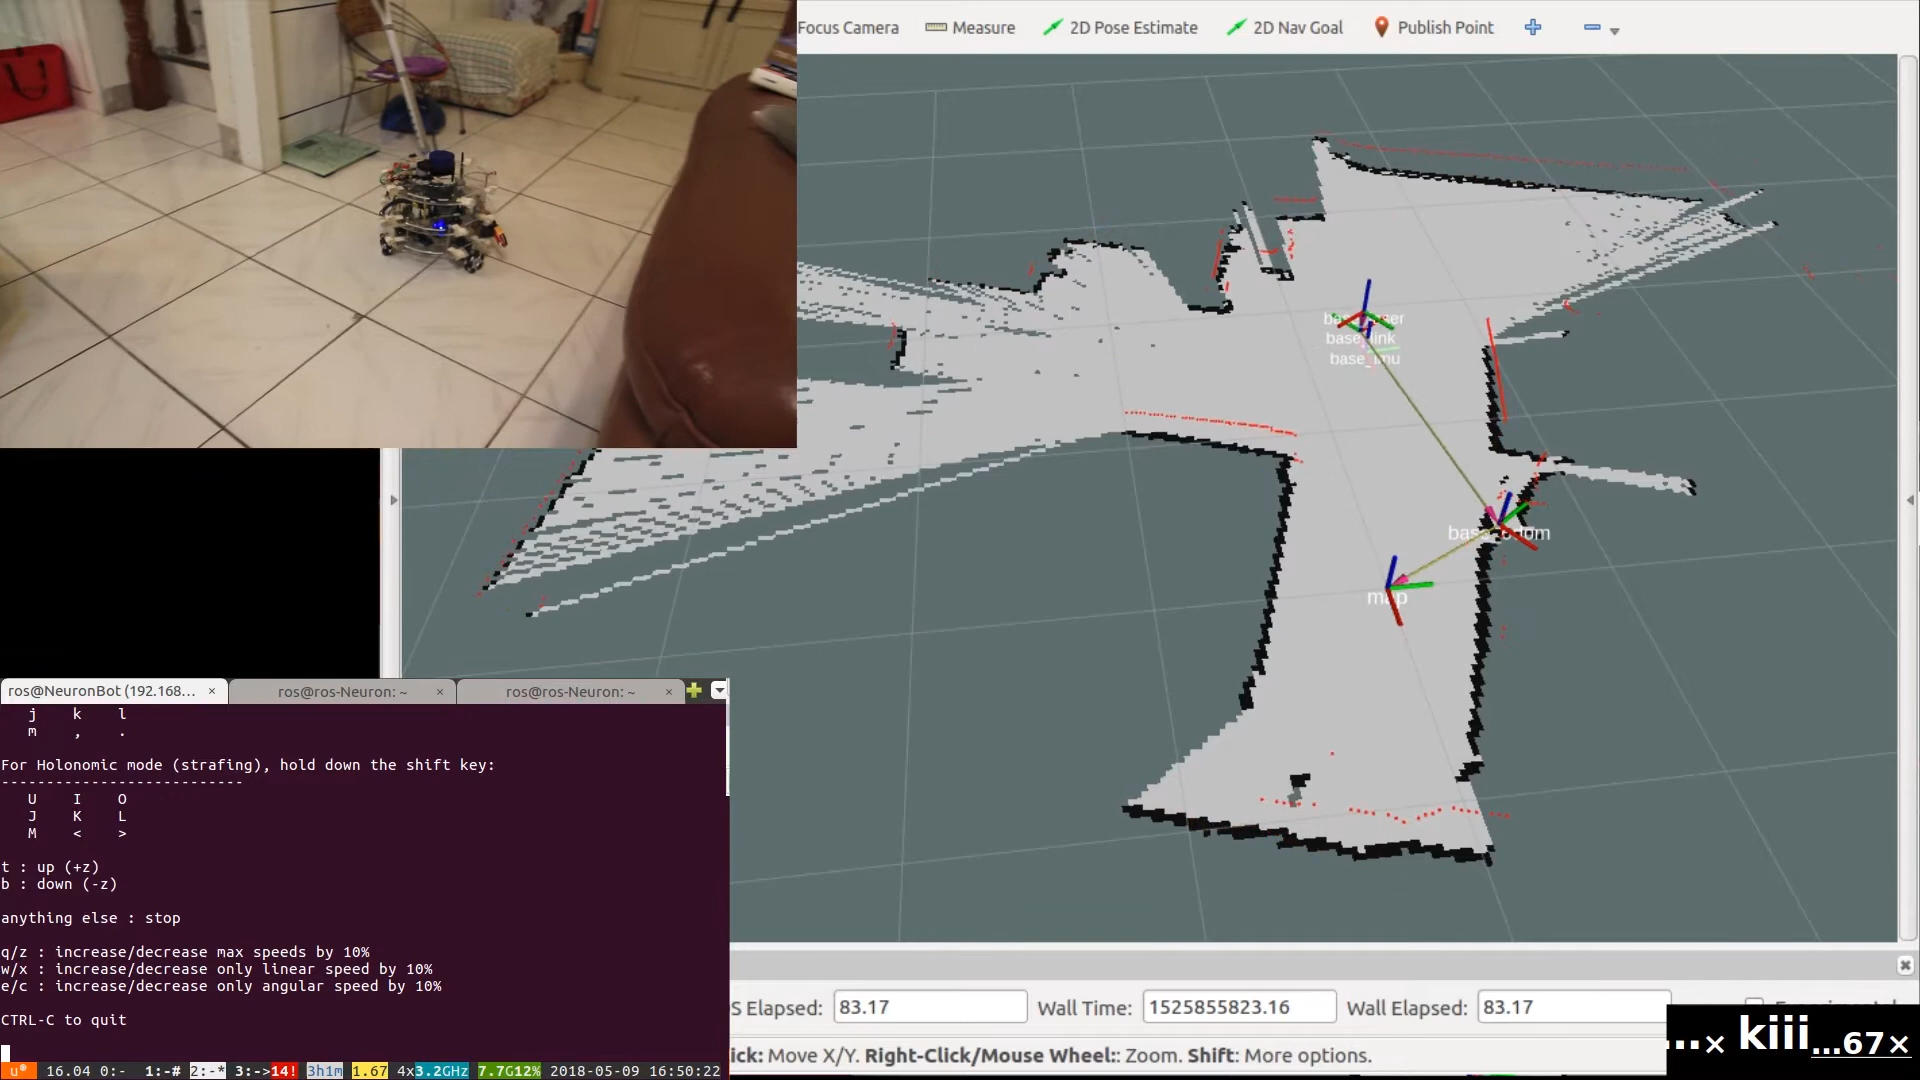 Focus Camera Measure 2D Pose Estimate 2D Nav Goal Publish Point
base_link
base_imu
map
ros@NeuronBot (192.168... × ros@ros-Neuron: ~ × ros@ros-Neuron: ~ ×
j k l
m , .
For Holonomic mode (strafing), hold down the shift key:
---------------------------
U I O
J K L
M < >
t : up (+z)
b : down (-z)
anything else : stop
q/z : increase/decrease max speeds by 10%
w/x : increase/decrease only linear speed by 10%
e/c : increase/decrease only angular speed by 10%
CTRL-C to quit
S Elapsed: 83.17 Wall Time: 1525855823.16 Wall Elapsed: 83.17
ick: Move X/Y. Right-Click/Mouse Wheel:: Zoom. Shift: More options.
...× kiii...67×
16.04 0:- 1:-# 2:-* 3:->14! 3h1m 1.67 4x3.2GHz 7.7G12% 2018-05-09 16:50:22